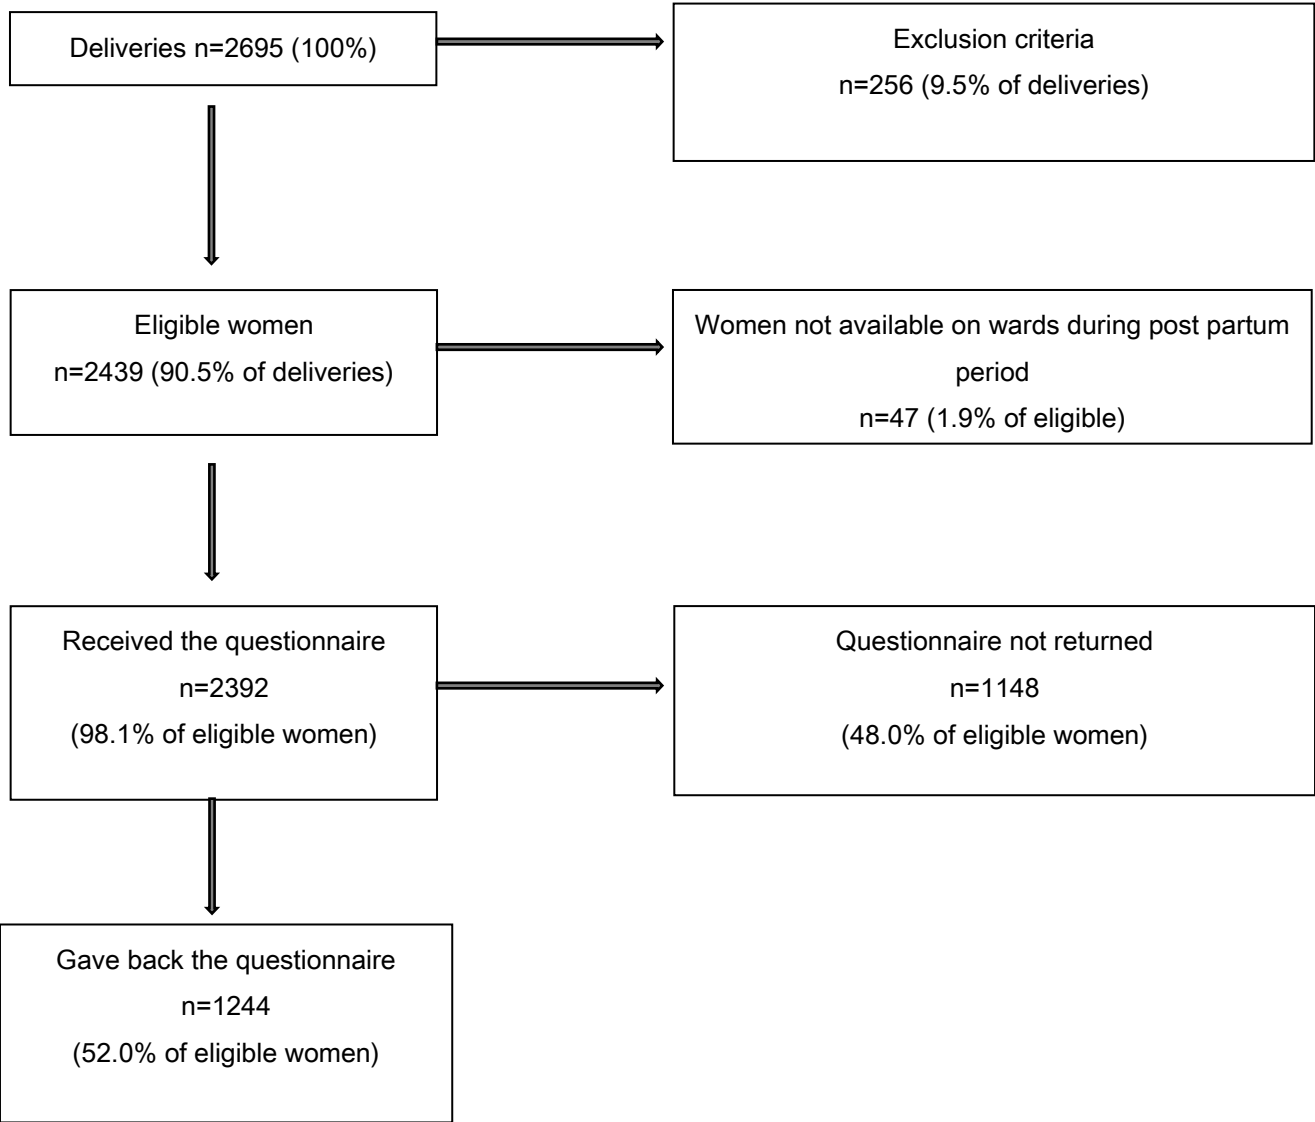 Deliveries n=2695 (100%)
Exclusion criteria
n=256 (9.5% of deliveries)
Eligible women
n=2439 (90.5% of deliveries)
Women not available on wards during post partum
period
n=47 (1.9% of eligible)
Received the questionnaire
n=2392
(98.1% of eligible women)
Questionnaire not returned
n=1148
(48.0% of eligible women)
Gave back the questionnaire
n=1244
(52.0% of eligible women)